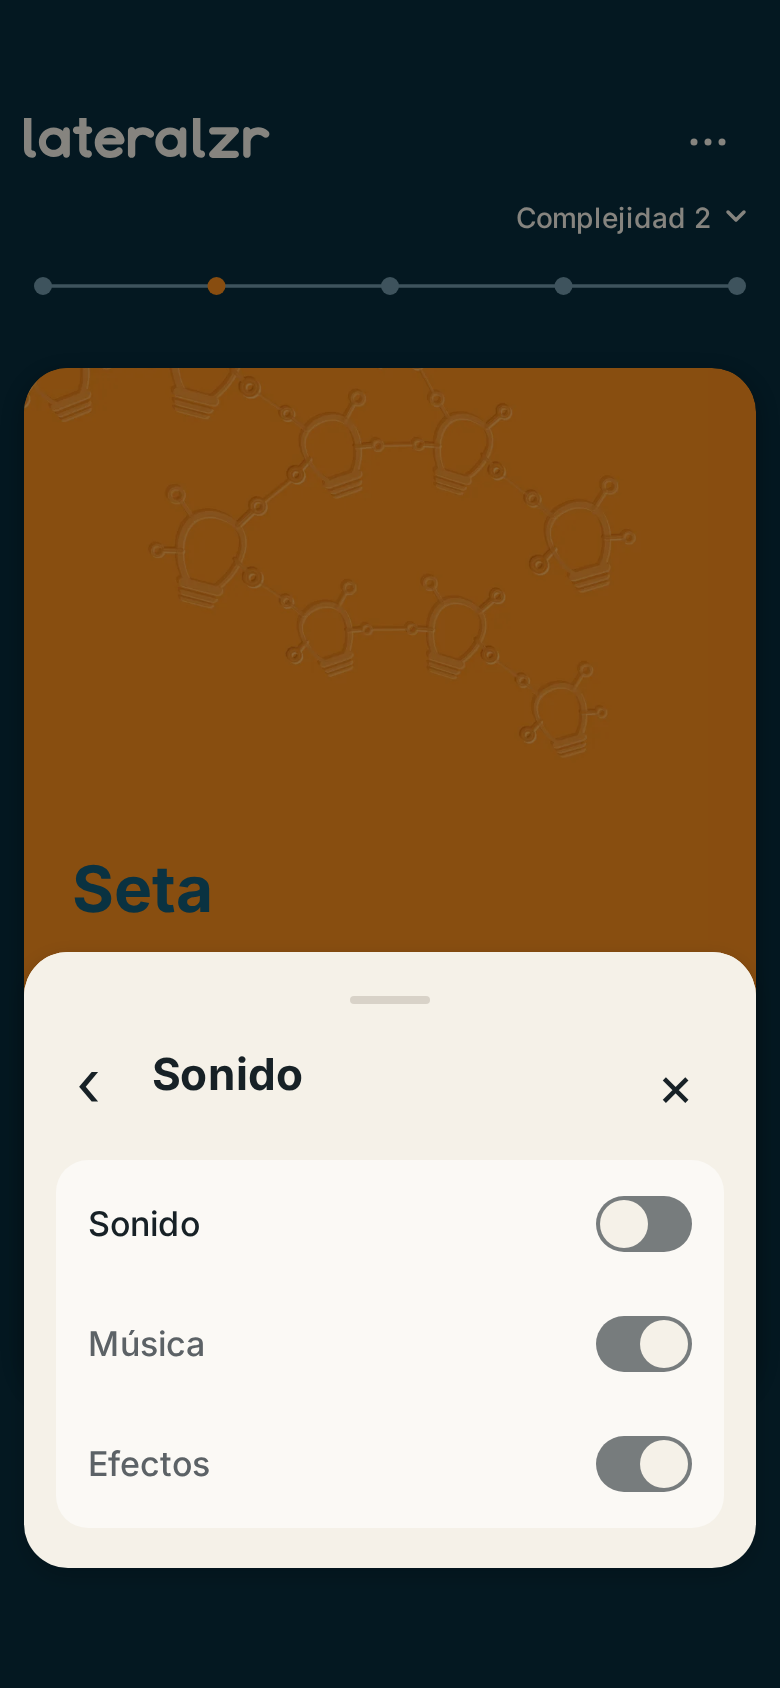 lateralzr
Complejidad 2
Seta
Sonido
Sonido
Música
Efectos